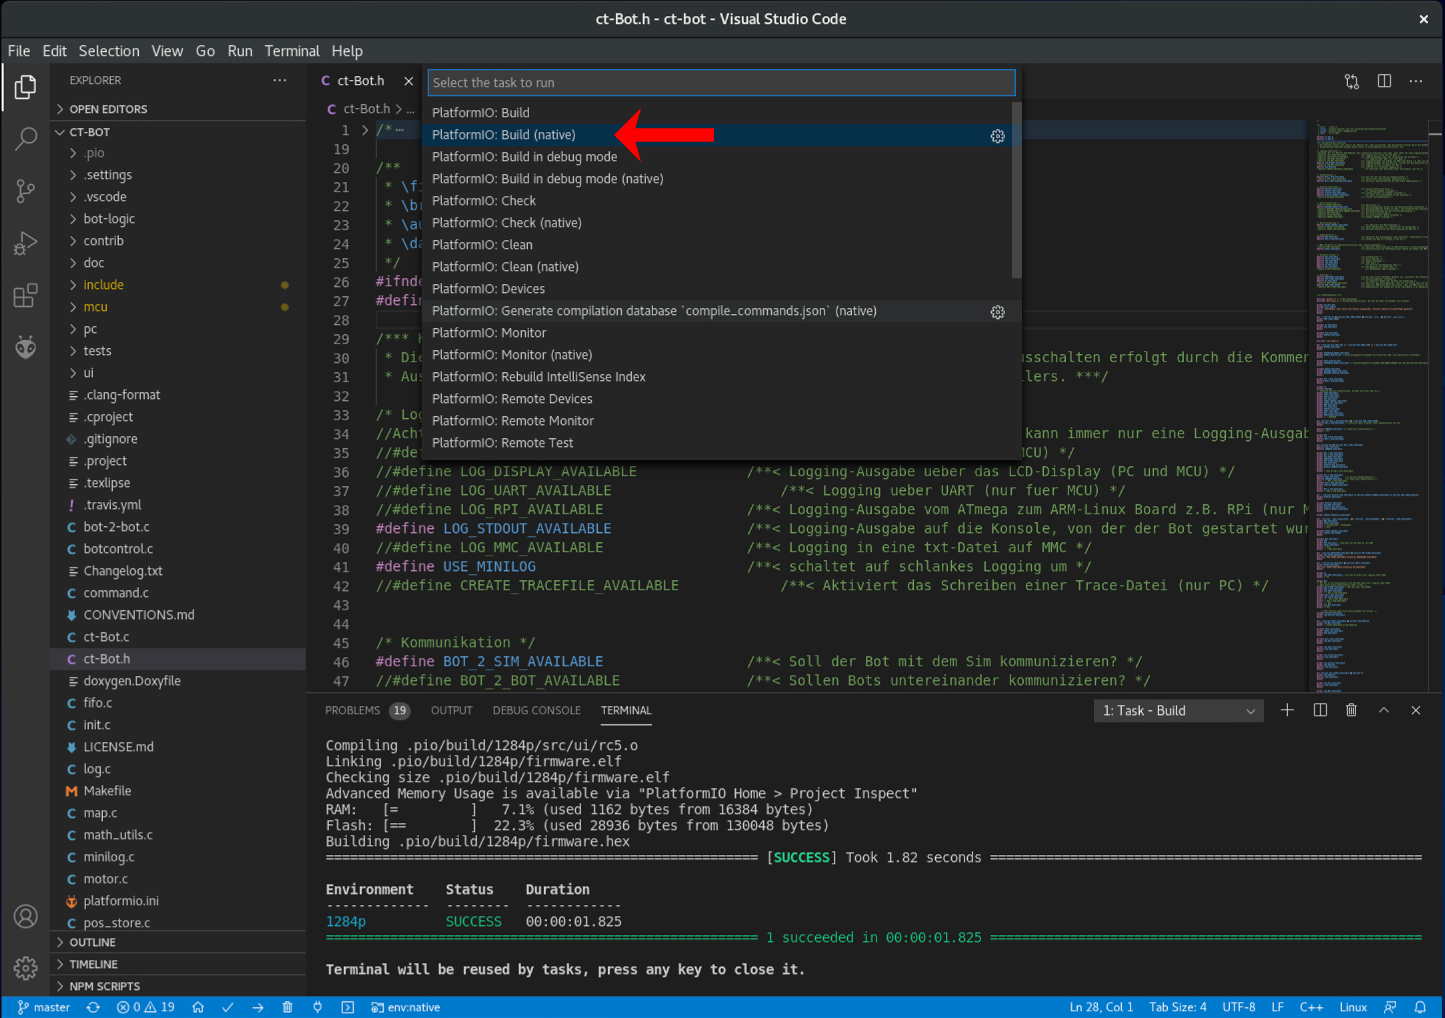 ct-Bot.h - ct-bot - Visual Studio Code
File Edit Selection View Go Run Terminal Help
EXPLORER
OPEN EDITORS
CT-BOT
.pio
.settings
.vscode
bot-logic
contrib
doc
include
mcu
pc
tests
ui
.clang-format
.cproject
.gitignore
.project
.texlipse
.travis.yml
bot-2-bot.c
botcontrol.c
Changelog.txt
command.c
CONVENTIONS.md
ct-Bot.c
ct-Bot.h
doxygen.Doxyfile
fifo.c
init.c
LICENSE.md
log.c
Makefile
map.c
math_utils.c
minilog.c
motor.c
platformio.ini
pos_store.c
OUTLINE
TIMELINE
NPM SCRIPTS
C ct-Bot.h
C ct-Bot.h > ...
Select the task to run
PlatformIO: Build
PlatformIO: Build (native)
PlatformIO: Build in debug mode
PlatformIO: Build in debug mode (native)
PlatformIO: Check
PlatformIO: Check (native)
PlatformIO: Clean
PlatformIO: Clean (native)
PlatformIO: Devices
PlatformIO: Generate compilation database `compile_commands.json` (native)
PlatformIO: Monitor
PlatformIO: Monitor (native)
PlatformIO: Rebuild IntelliSense Index
PlatformIO: Remote Devices
PlatformIO: Remote Monitor
PlatformIO: Remote Test
1 /*
19
20 /**
21 * \fi
22 * \br
23 * \au
24 * \da
25 */
26 #ifnde
27 #defin
28
29 /***
30 * Die usschalten erfolgt durch die Kommen
31 * Aus llers. ***/
32
33 /* Lo
34 //Acht kann immer nur eine Logging-Ausgab
35 //#def MCU) */
36 //#define LOG_DISPLAY_AVAILABLE /**< Logging-Ausgabe ueber das LCD-Display (PC und MCU) */
37 //#define LOG_UART_AVAILABLE /**< Logging ueber UART (nur fuer MCU) */
38 //#define LOG_RPI_AVAILABLE /**< Logging-Ausgabe vom ATmega zum ARM-Linux Board z.B. RPi (nur M
39 #define LOG_STDOUT_AVAILABLE /**< Logging-Ausgabe auf die Konsole, von der der Bot gestartet wur
40 //#define LOG_MMC_AVAILABLE /**< Logging in eine txt-Datei auf MMC */
41 #define USE_MINILOG /**< schaltet auf schlankes Logging um */
42 //#define CREATE_TRACEFILE_AVAILABLE /**< Aktiviert das Schreiben einer Trace-Datei (nur PC) */
43
44
45 /* Kommunikation */
46 #define BOT_2_SIM_AVAILABLE /**< Soll der Bot mit dem Sim kommunizieren? */
47 //#define BOT_2_BOT_AVAILABLE /**< Sollen Bots untereinander kommunizieren? */
PROBLEMS 19 OUTPUT DEBUG CONSOLE TERMINAL 1: Task - Build
Compiling .pio/build/1284p/src/ui/rc5.o
Linking .pio/build/1284p/firmware.elf
Checking size .pio/build/1284p/firmware.elf
Advanced Memory Usage is available via "PlatformIO Home > Project Inspect"
RAM: [= ] 7.1% (used 1162 bytes from 16384 bytes)
Flash: [== ] 22.3% (used 28936 bytes from 130048 bytes)
Building .pio/build/1284p/firmware.hex
====================================================== [SUCCESS] Took 1.82 seconds ======================================================
Environment Status Duration
------------- -------- ------------
1284p SUCCESS 00:00:01.825
====================================================== 1 succeeded in 00:00:01.825 ======================================================
Terminal will be reused by tasks, press any key to close it.
master 0 19 env:native Ln 28, Col 1 Tab Size: 4 UTF-8 LF C++ Linux